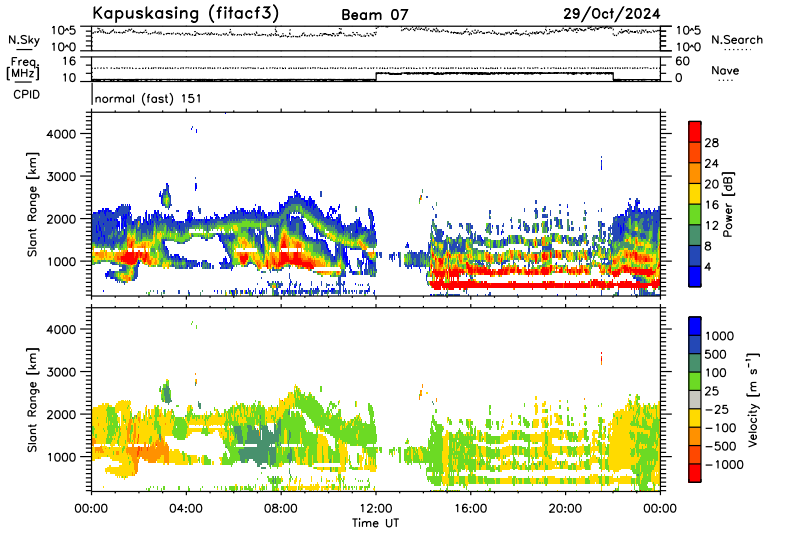 Kapuskasing (fitacf3) Beam 07 29/Oct/2024
N.Sky 10^5 10^0 10^5 10^0 N.Search
Freq. [MHz] 16 10 60 0 Nave
CPID normal (fast) 151
Slant Range [km] 4000 3000 2000 1000
Power [dB] 28 24 20 16 12 8 4
Slant Range [km] 4000 3000 2000 1000
Velocity [m s⁻¹] 1000 500 100 25 −25 −100 −500 −1000
00:00 04:00 08:00 12:00 16:00 20:00 00:00
Time UT